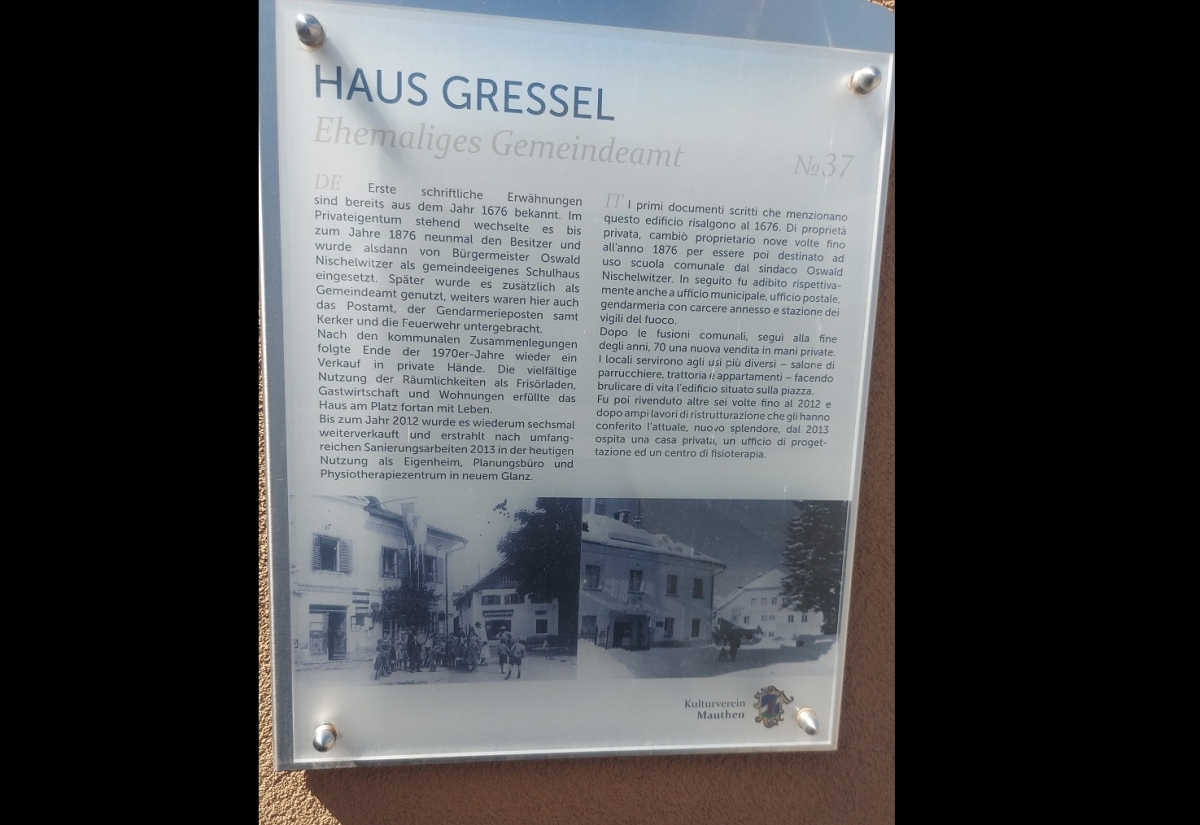 HAUS GRESSEL
Ehemaliges Gemeindeamt
№37
DE Erste schriftliche Erwähnungen
sind bereits aus dem Jahr 1676 bekannt. Im
Privateigentum stehend wechselte es bis
zum Jahre 1876 neunmal den Besitzer und
wurde alsdann von Bürgermeister Oswald
Nischelwitzer als gemeindeeigenes Schulhaus
eingesetzt. Später wurde es zusätzlich als
Gemeindeamt genutzt, weiters waren hier auch
das Postamt, der Gendarmerieposten samt
Kerker und die Feuerwehr untergebracht.
Nach den kommunalen Zusammenlegungen
folgte Ende der 1970er-Jahre wieder ein
Verkauf in private Hände. Die vielfältige
Nutzung der Räumlichkeiten als Frisörladen,
Gastwirtschaft und Wohnungen erfüllte das
Haus am Platz fortan mit Leben.
Bis zum Jahr 2012 wurde es wiederum sechsmal
weiterverkauft und erstrahlt nach umfang-
reichen Sanierungsarbeiten 2013 in der heutigen
Nutzung als Eigenheim, Planungsbüro und
Physiotherapiezentrum in neuem Glanz.
IT I primi documenti scritti che menzionano
questo edificio risalgono al 1676. Di proprietà
privata, cambiò proprietario nove volte fino
all'anno 1876 per essere poi destinato ad
uso scuola comunale dal sindaco Oswald
Nischelwitzer. In seguito fu adibito rispettiva-
mente anche a ufficio municipale, ufficio postale,
gendarmeria con carcere annesso e stazione dei
vigili del fuoco.
Dopo le fusioni comunali, seguì alla fine
degli anni, 70 una nuova vendita in mani private.
I locali servirono agli usi più diversi – salone di
parrucchiere, trattoria e appartamenti – facendo
brulicare di vita l'edificio situato sulla piazza.
Fu poi rivenduto altre sei volte fino al 2012 e
dopo ampi lavori di ristrutturazione che gli hanno
conferito l'attuale, nuovo splendore, dal 2013
ospita una casa privata, un ufficio di proget-
tazione ed un centro di fisioterapia.
Kulturverein
Mauthen